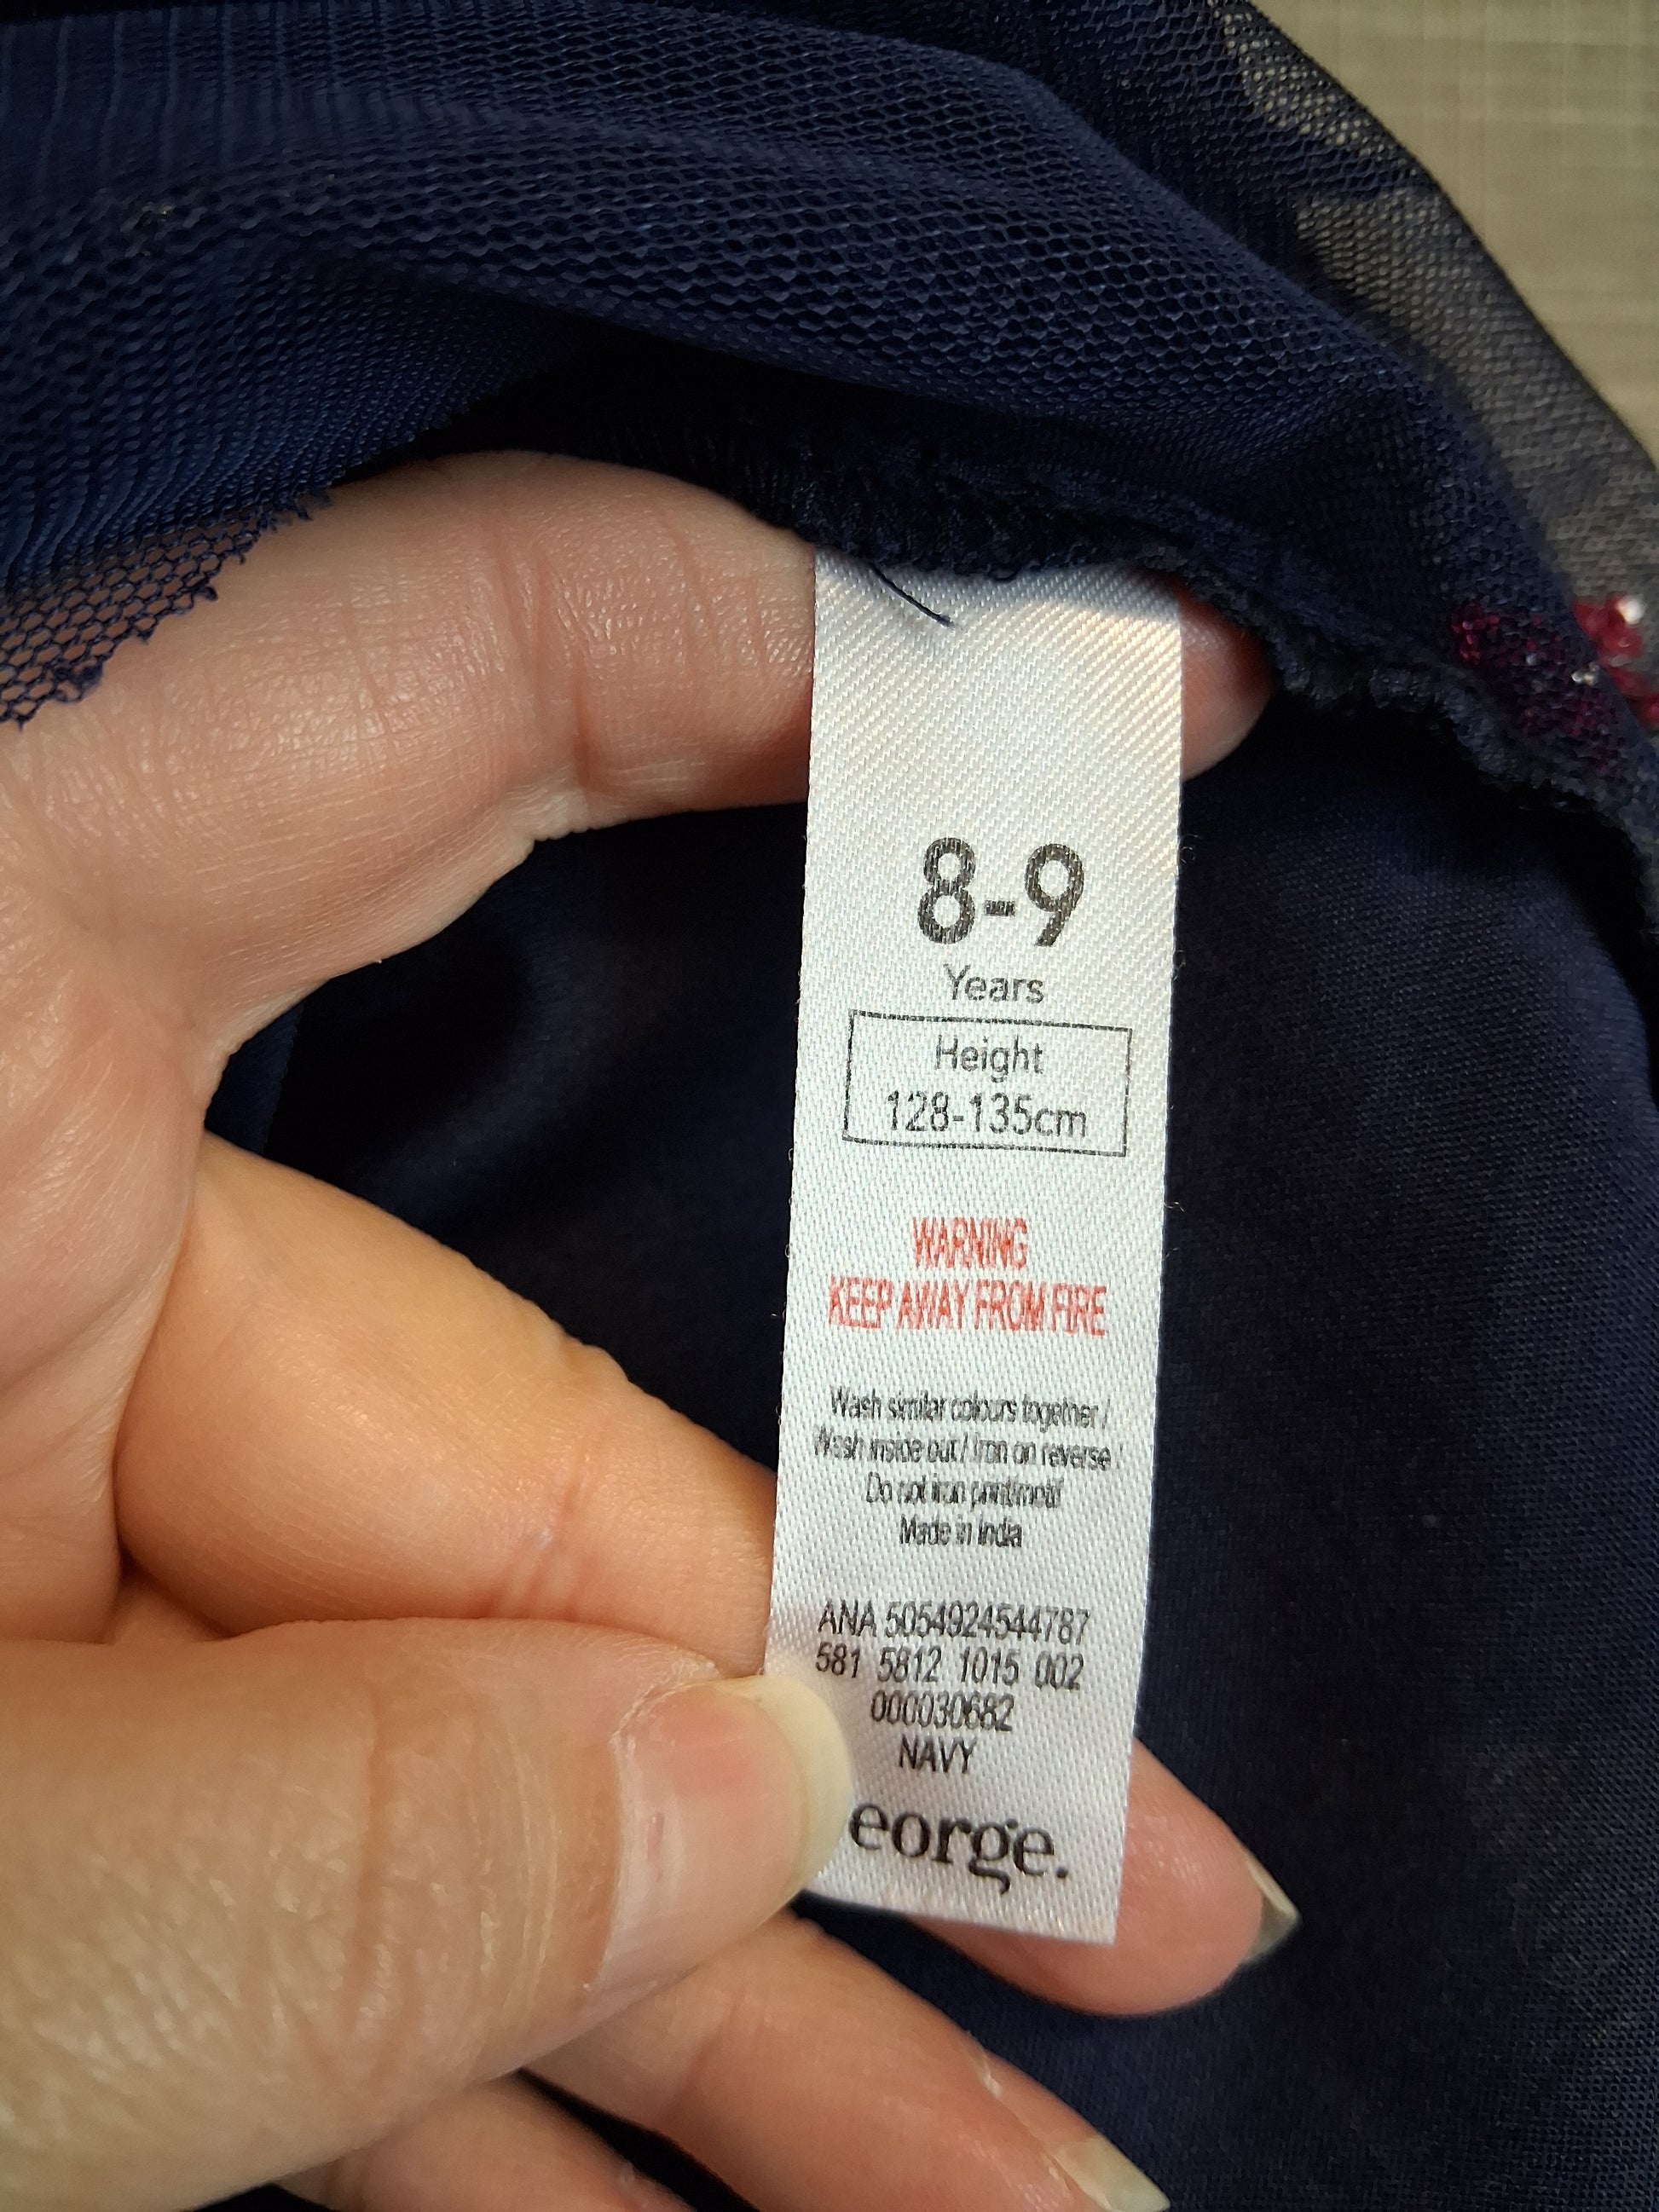 8-9
Years
Height
128-135cm
WARNING
KEEP AWAY FROM FIRE
Wash similar colours together /
Wash inside out / Iron on reverse /
Do not iron print/motif
Made in India
ANA 5054924544787
581 5812 1015 002
000030682
NAVY
eorge.